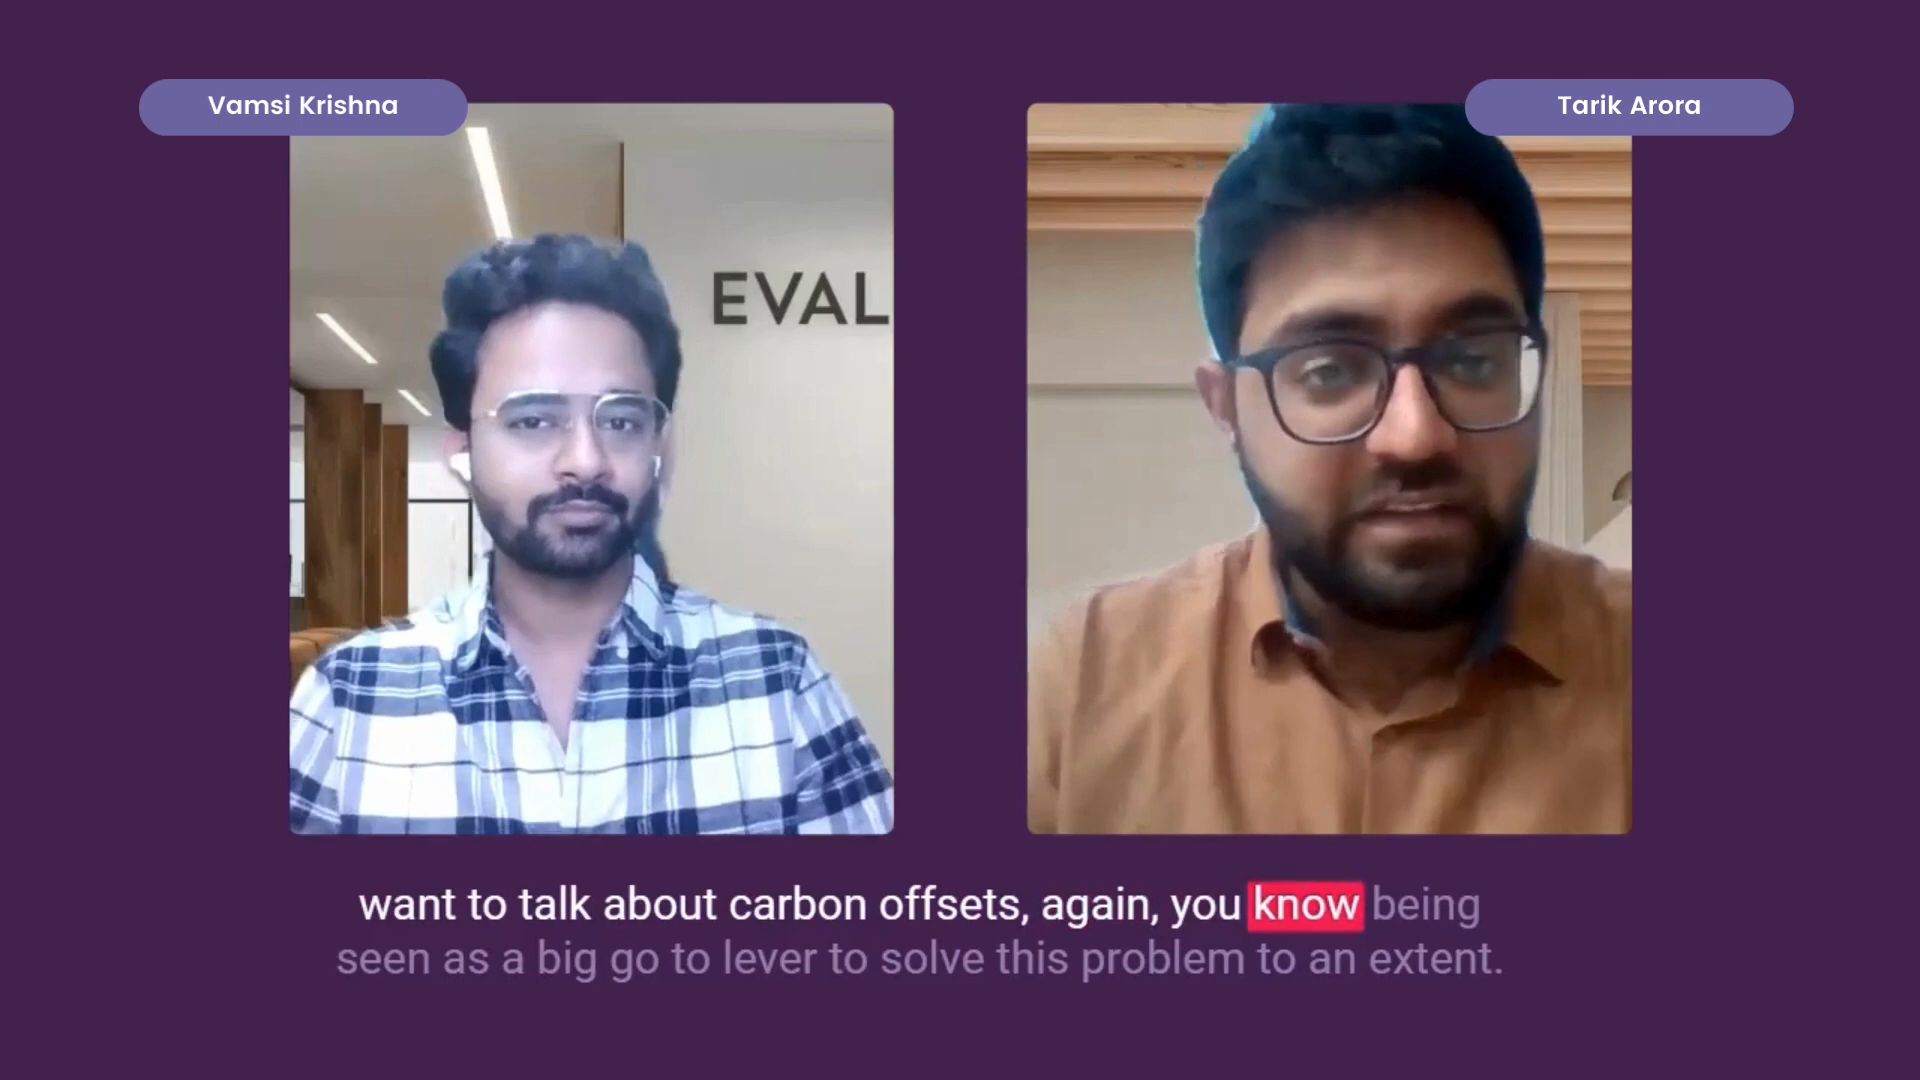 Vamsi Krishna
Tarik Arora
EVAL
want to talk about carbon offsets, again, you know being
seen as a big go to lever to solve this problem to an extent.